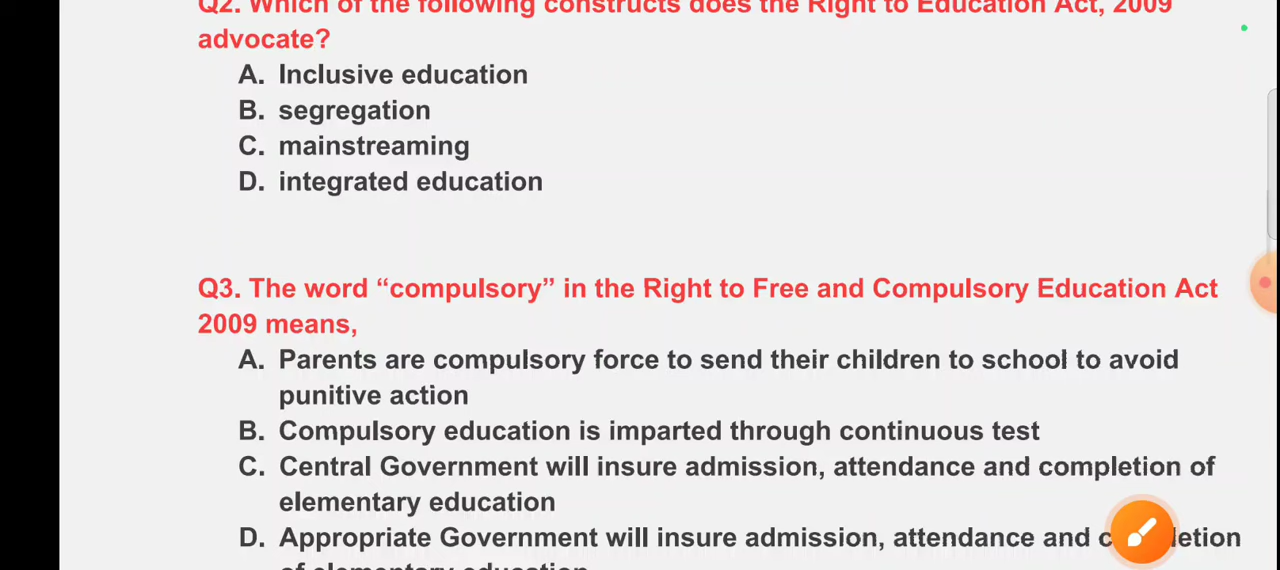 Q2. Which of the following constructs does the Right to Education Act, 2009
advocate?
A. Inclusive education
B. segregation
C. mainstreaming
D. integrated education
Q3. The word “compulsory” in the Right to Free and Compulsory Education Act
2009 means,
A. Parents are compulsory force to send their children to school to avoid
punitive action
B. Compulsory education is imparted through continuous test
C. Central Government will insure admission, attendance and completion of
elementary education
D. Appropriate Government will insure admission, attendance and
of elementary education